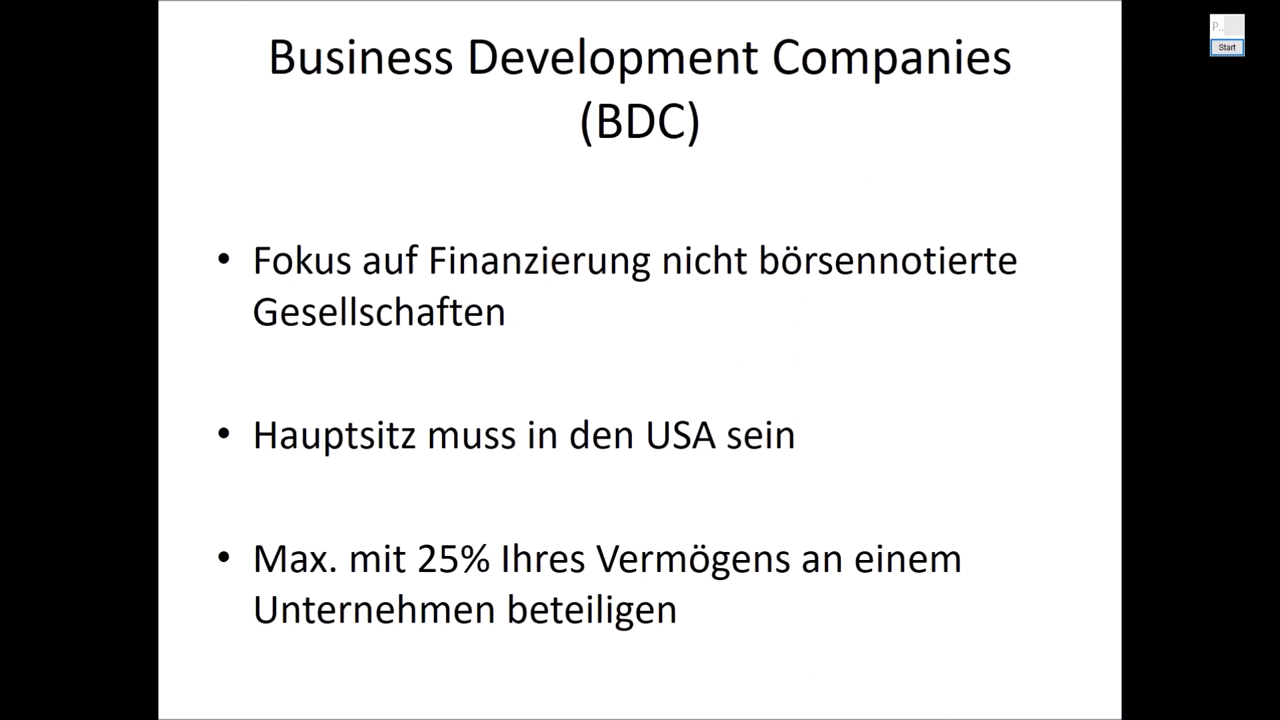 Business Development Companies
(BDC)
• Fokus auf Finanzierung nicht börsennotierte
Gesellschaften
• Hauptsitz muss in den USA sein
• Max. mit 25% Ihres Vermögens an einem
Unternehmen beteiligen
P..
Start